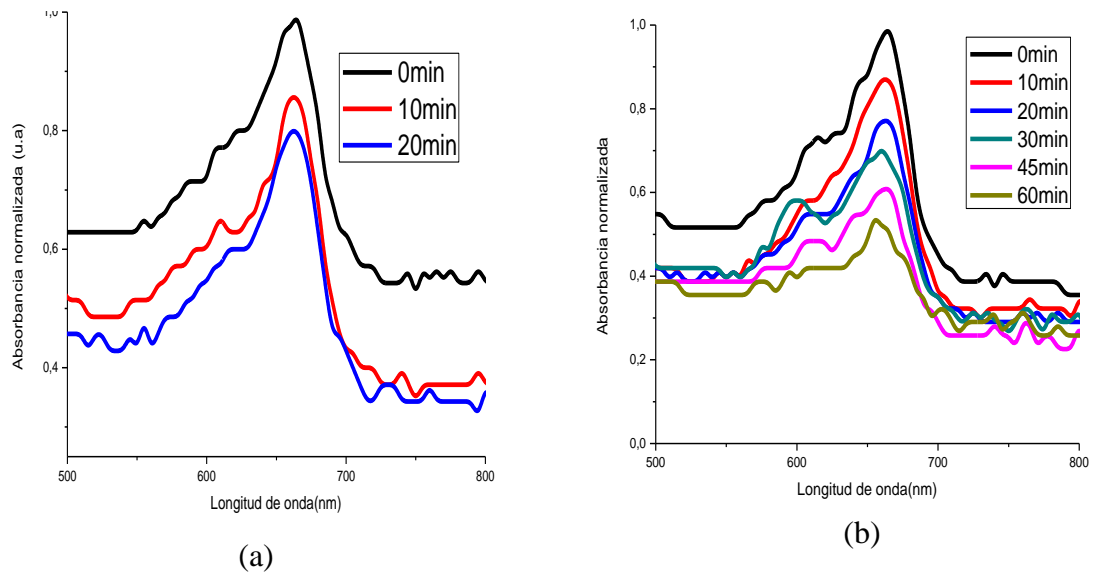 1,0
0,8
0,6
0,4
Absorbancia normalizada (u.a)
0min
10min
20min
500
600
700
800
Longitud de onda(nm)
(a)
1,0
0,8
0,6
0,4
0,2
0,0
Absorbancia normalizada
0min
10min
20min
30min
45min
60min
500
600
700
800
Longitud de onda(nm)
(b)